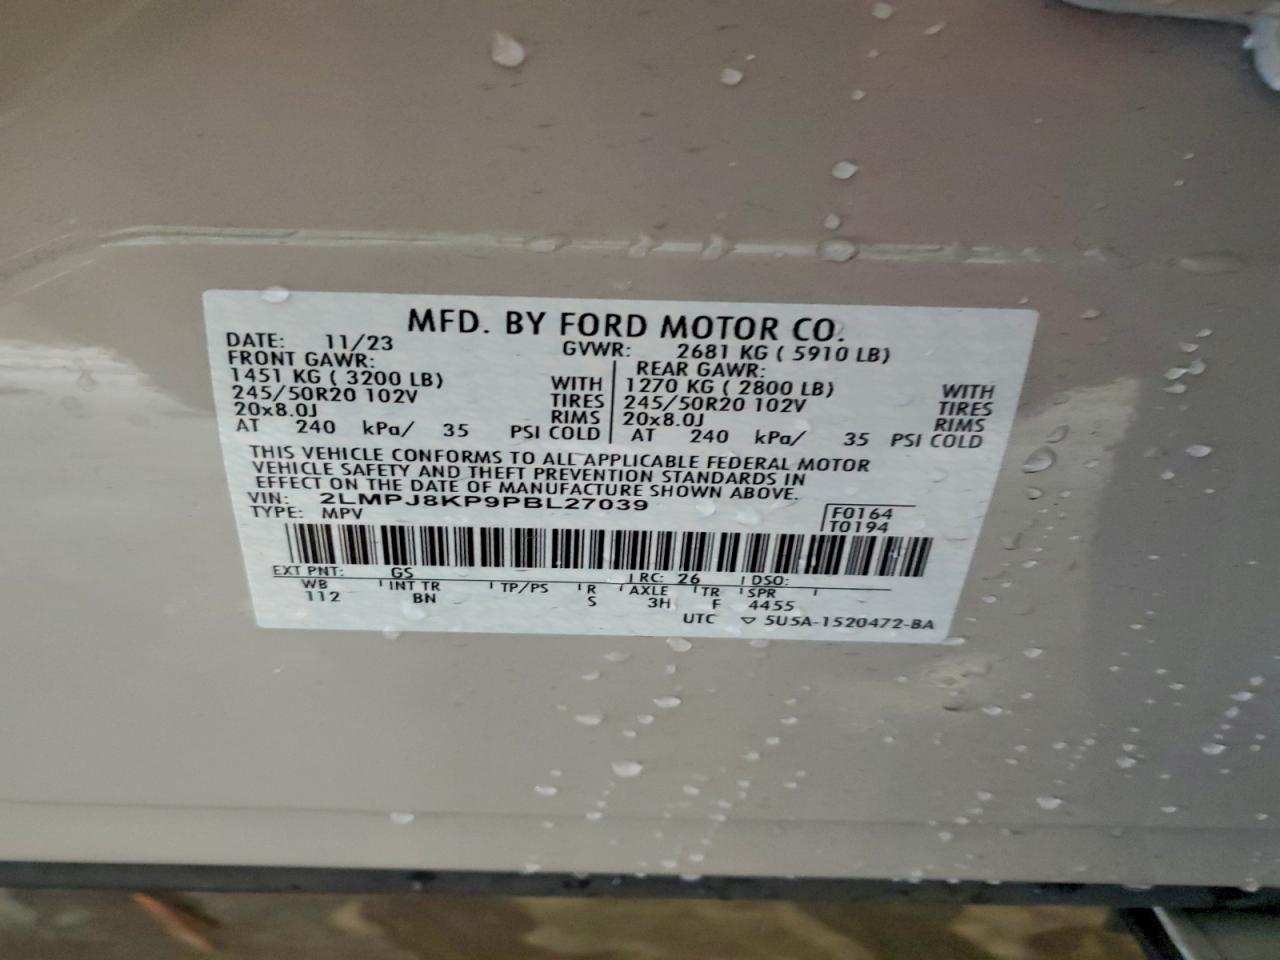 MFD. BY FORD MOTOR CO.
DATE: 11/23 GVWR: 2681 KG ( 5910 LB)
FRONT GAWR: REAR GAWR:
1451 KG ( 3200 LB) WITH 1270 KG ( 2800 LB) WITH
245/50R20 102V TIRES 245/50R20 102V TIRES
20x8.0J RIMS 20x8.0J RIMS
AT 240 kPa/ 35 PSI COLD AT 240 kPa/ 35 PSI COLD
THIS VEHICLE CONFORMS TO ALL APPLICABLE FEDERAL MOTOR
VEHICLE SAFETY AND THEFT PREVENTION STANDARDS IN
EFFECT ON THE DATE OF MANUFACTURE SHOWN ABOVE.
VIN: 2LMPJ8KP9PBL27039
TYPE: MPV
F0164
T0194
EXT PNT: GS RC: 26 DSO:
WB INT TR TP/PS R AXLE TR SPR
112 BN S 3H F 4455
UTC ▽ 5U5A-1520472-BA